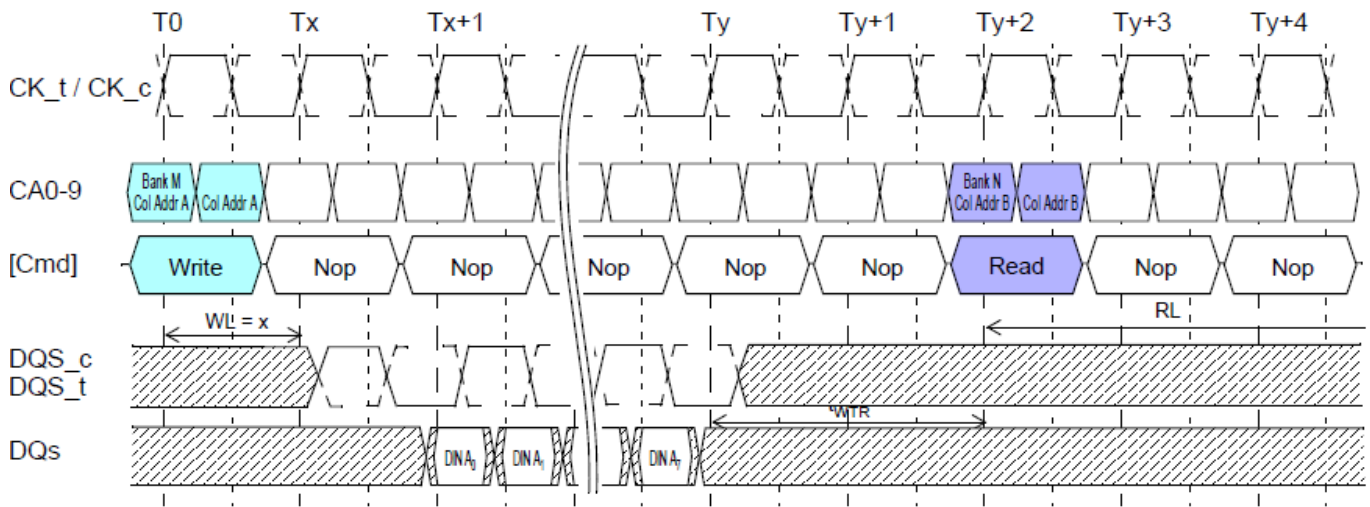 T0 Tx Tx+1 Ty Ty+1 Ty+2 Ty+3 Ty+4
CK_t / CK_c
CA0-9
Bank M
Col Addr A
Col Addr A
Bank N
Col Addr B
Col Addr B
[Cmd]
Write Nop Nop Nop Nop Nop Read Nop Nop
WL = x
RL
DQS_c
DQS_t
tWTR
DQs
DINA0 DINA1 DINA7